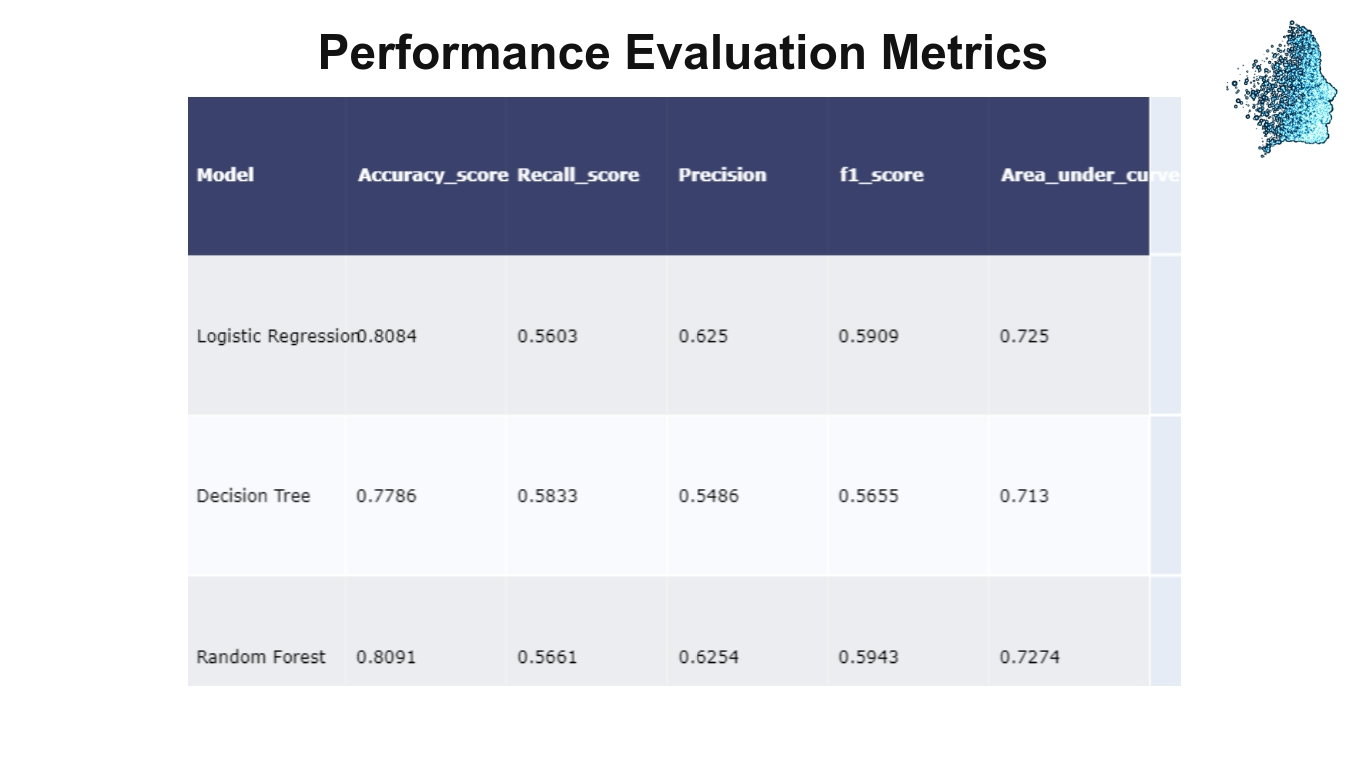 Performance Evaluation Metrics
Model Accuracy_score Recall_score Precision f1_score Area_under_curve
Logistic Regression 0.8084 0.5603 0.625 0.5909 0.725
Decision Tree 0.7786 0.5833 0.5486 0.5655 0.713
Random Forest 0.8091 0.5661 0.6254 0.5943 0.7274